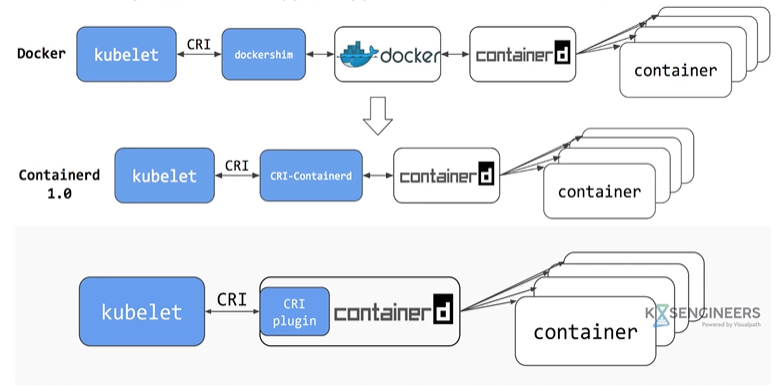 Docker
kubelet
CRI
dockershim
docker
containerd
container
Containerd
1.0
kubelet
CRI
CRI-Containerd
containerd
container
kubelet
CRI
CRI
plugin
containerd
container
K8SENGINEERS
Powered by Visualpath